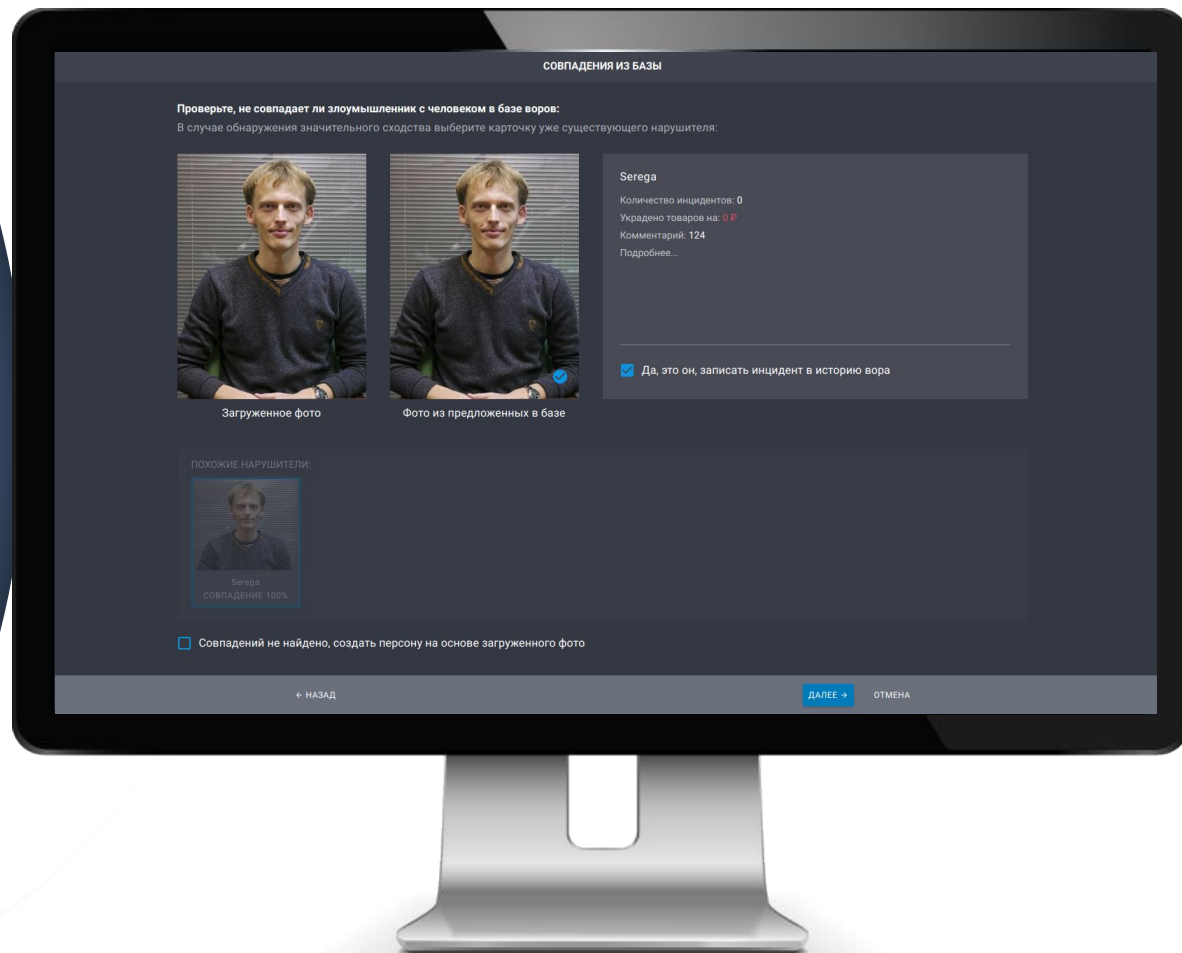 СОВПАДЕНИЯ ИЗ БАЗЫ
Проверьте, не совпадает ли злоумышленник с человеком в базе воров:
В случае обнаружения значительного сходства выберите карточку уже существующего нарушителя:
Serega
Количество инцидентов: 0
Украдено товаров на: 0 ₽
Комментарий: 124
Подробнее...
Да, это он, записать инцидент в историю вора
Загруженное фото
Фото из предложенных в базе
ПОХОЖИЕ НАРУШИТЕЛИ:
Serega
СОВПАДЕНИЕ 100%
Совпадений не найдено, создать персону на основе загруженного фото
← НАЗАД
ДАЛЕЕ →
ОТМЕНА